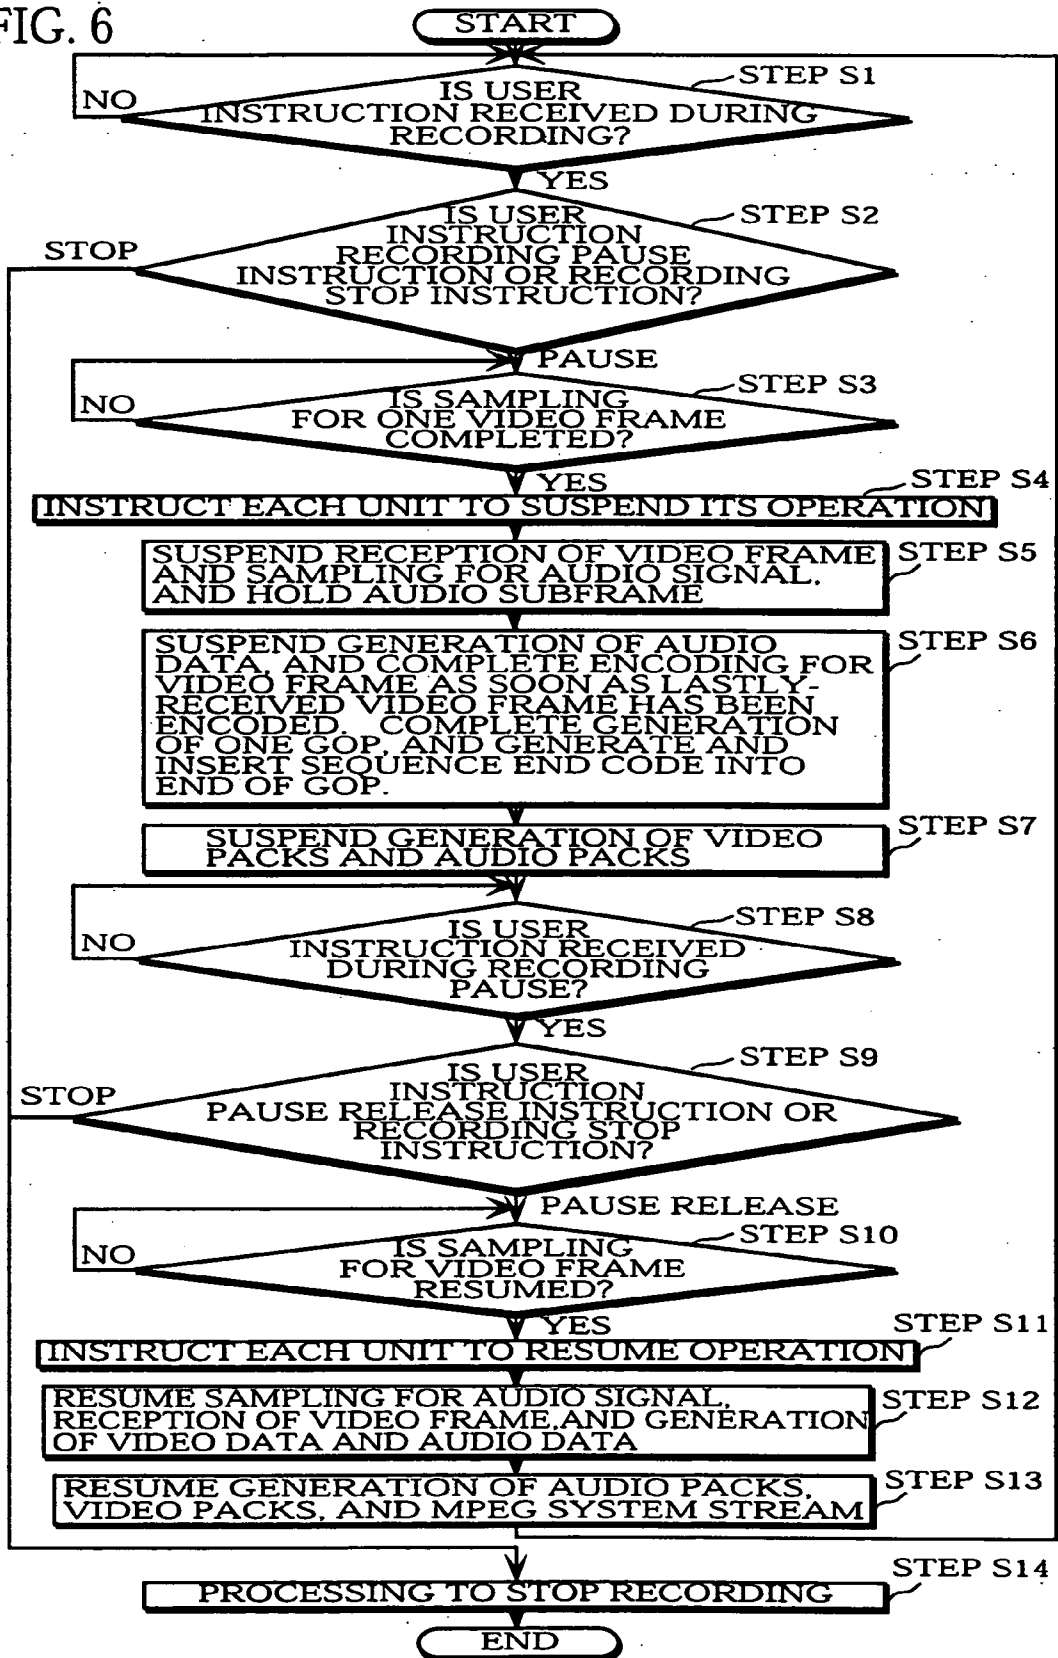 FIG. 6
START
STEP S1
NO
IS USER
INSTRUCTION RECEIVED DURING
RECORDING?
YES
STEP S2
STOP
IS USER
INSTRUCTION
RECORDING PAUSE
INSTRUCTION OR RECORDING
STOP INSTRUCTION?
PAUSE
STEP S3
NO
IS SAMPLING
FOR ONE VIDEO FRAME
COMPLETED?
YES
STEP S4
INSTRUCT EACH UNIT TO SUSPEND ITS OPERATION
STEP S5
SUSPEND RECEPTION OF VIDEO FRAME
AND SAMPLING FOR AUDIO SIGNAL,
AND HOLD AUDIO SUBFRAME
STEP S6
SUSPEND GENERATION OF AUDIO
DATA, AND COMPLETE ENCODING FOR
VIDEO FRAME AS SOON AS LASTLY-
RECEIVED VIDEO FRAME HAS BEEN
ENCODED. COMPLETE GENERATION
OF ONE GOP, AND GENERATE AND
INSERT SEQUENCE END CODE INTO
END OF GOP.
STEP S7
SUSPEND GENERATION OF VIDEO
PACKS AND AUDIO PACKS
STEP S8
NO
IS USER
INSTRUCTION RECEIVED
DURING RECORDING
PAUSE?
YES
STEP S9
STOP
IS USER
INSTRUCTION
PAUSE RELEASE INSTRUCTION OR
RECORDING STOP
INSTRUCTION?
PAUSE RELEASE
STEP S10
NO
IS SAMPLING
FOR VIDEO FRAME
RESUMED?
YES
STEP S11
INSTRUCT EACH UNIT TO RESUME OPERATION
STEP S12
RESUME SAMPLING FOR AUDIO SIGNAL,
RECEPTION OF VIDEO FRAME,AND GENERATION
OF VIDEO DATA AND AUDIO DATA
STEP S13
RESUME GENERATION OF AUDIO PACKS,
VIDEO PACKS, AND MPEG SYSTEM STREAM
STEP S14
PROCESSING TO STOP RECORDING
END